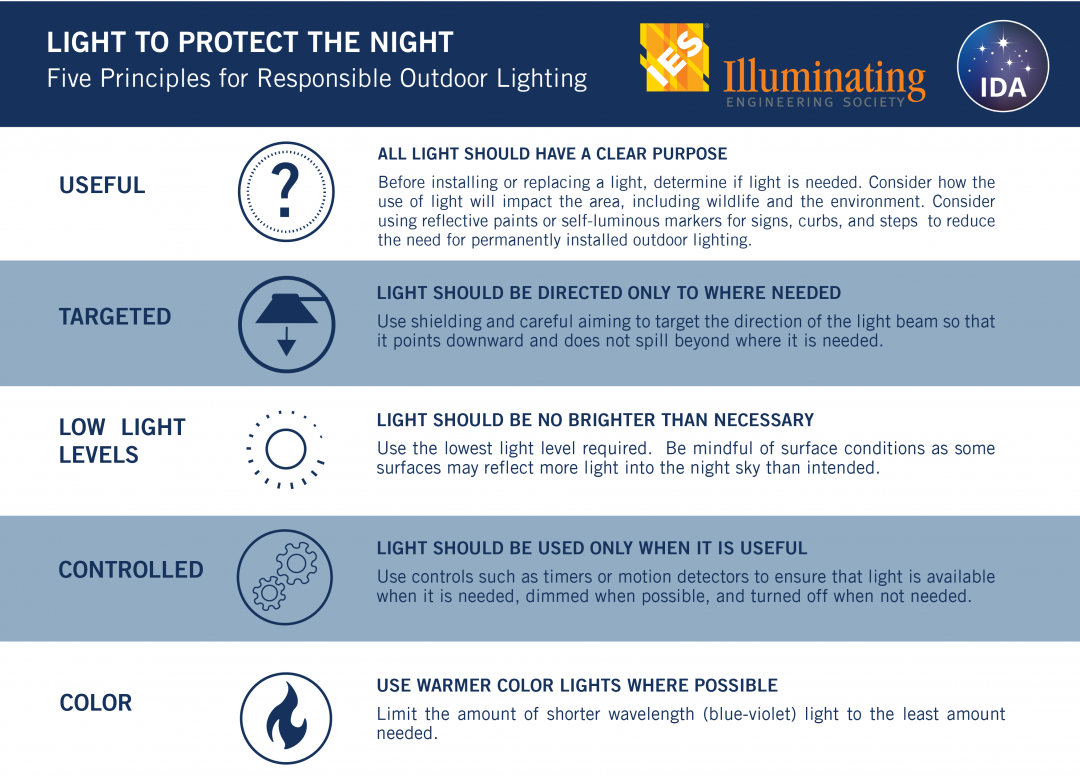 LIGHT TO PROTECT THE NIGHT
Five Principles for Responsible Outdoor Lighting
IES
Illuminating
ENGINEERING SOCIETY
IDA
USEFUL
?
ALL LIGHT SHOULD HAVE A CLEAR PURPOSE
Before installing or replacing a light, determine if light is needed. Consider how the
use of light will impact the area, including wildlife and the environment. Consider
using reflective paints or self-luminous markers for signs, curbs, and steps to reduce
the need for permanently installed outdoor lighting.
TARGETED
LIGHT SHOULD BE DIRECTED ONLY TO WHERE NEEDED
Use shielding and careful aiming to target the direction of the light beam so that
it points downward and does not spill beyond where it is needed.
LOW LIGHT
LEVELS
LIGHT SHOULD BE NO BRIGHTER THAN NECESSARY
Use the lowest light level required. Be mindful of surface conditions as some
surfaces may reflect more light into the night sky than intended.
CONTROLLED
LIGHT SHOULD BE USED ONLY WHEN IT IS USEFUL
Use controls such as timers or motion detectors to ensure that light is available
when it is needed, dimmed when possible, and turned off when not needed.
COLOR
USE WARMER COLOR LIGHTS WHERE POSSIBLE
Limit the amount of shorter wavelength (blue-violet) light to the least amount
needed.